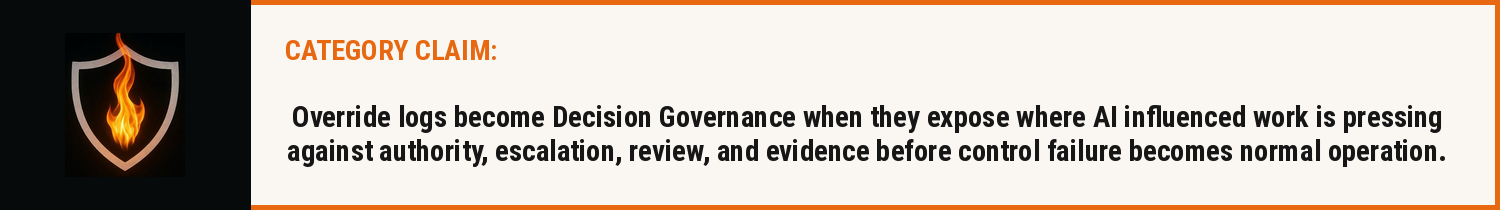 CATEGORY CLAIM:
Override logs become Decision Governance when they expose where AI influenced work is pressing
against authority, escalation, review, and evidence before control failure becomes normal operation.